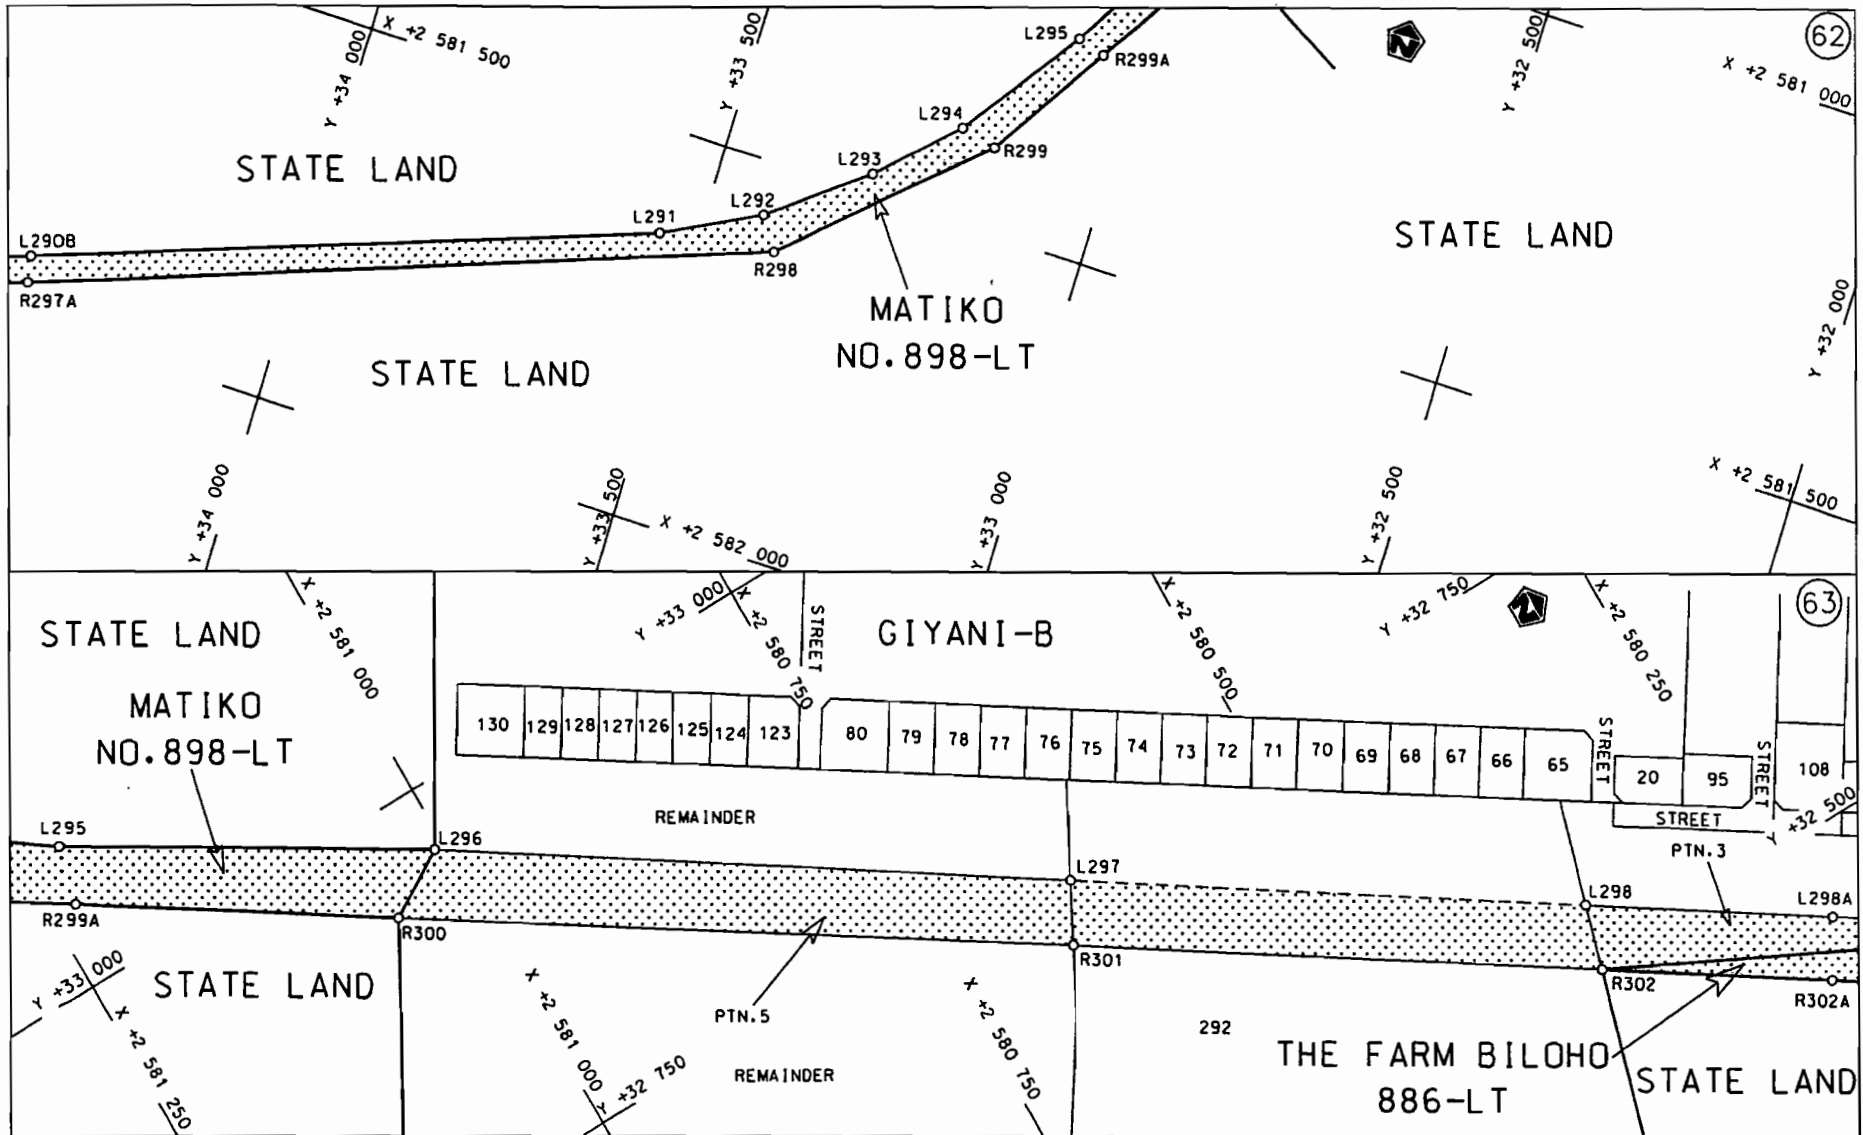 62
Y +34 000
X +2 581 500
Y +33 500
L295
R299A
N
Y +32 500
X +2 581 000
L294
R299
L293
STATE LAND
L292
L291
L290B
R298
R297A
STATE LAND
MATIKO
NO.898-LT
Y +32 000
STATE LAND
Y +34 000
Y +33 500
X +2 582 000
Y +33 000
Y +32 500
X +2 581 500
63
STATE LAND
X +2 581 000
Y +33 000
X +2 580 750
STREET
GIYANI-B
X +2 580 500
Y +32 750
N
X +2 580 250
MATIKO
NO.898-LT
130 129 128 127 126 125 124 123 80 79 78 77 76 75 74 73 72 71 70 69 68 67 66 65
STREET
20
95
STREET
108
STREET
Y +32 500
REMAINDER
PTN.3
L295
L296
L297
L298
L298A
R299A
R300
R301
R302
R302A
Y +33 000
X +2 581 250
STATE LAND
X +2 581 000
Y +32 750
PTN.5
REMAINDER
X +2 580 750
292
THE FARM BILOHO
886-LT
STATE LAND